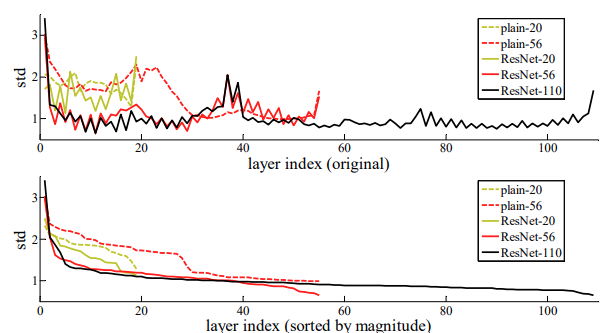 3
2
1
std
plain-20
plain-56
ResNet-20
ResNet-56
ResNet-110
0 20 40 60 80 100
layer index (original)
3
2
1
std
plain-20
plain-56
ResNet-20
ResNet-56
ResNet-110
0 20 40 60 80 100
layer index (sorted by magnitude)